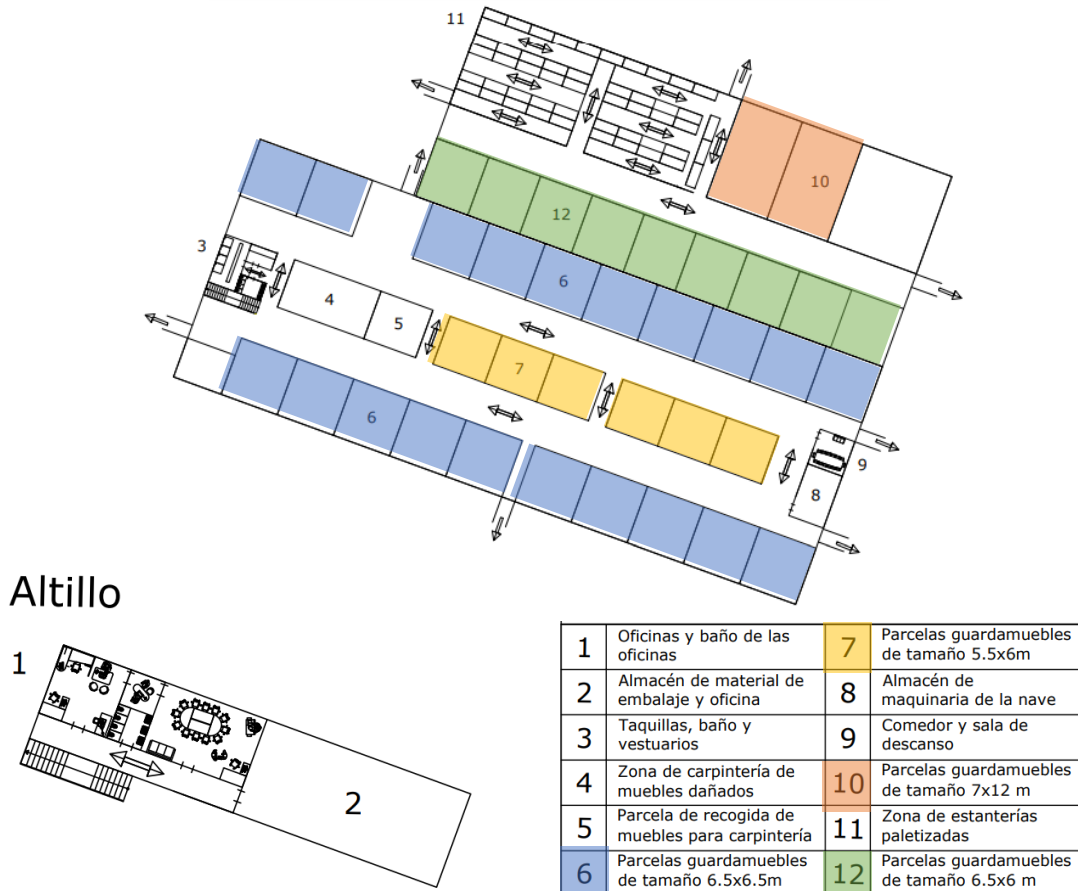 11
10
12
3
6
4
5
7
6
9
8
Altillo
1
2
1 Oficinas y baño de las
oficinas
7 Parcelas guardamuebles
de tamaño 5.5x6m
2 Almacén de material de
embalaje y oficina
8 Almacén de
maquinaria de la nave
3 Taquillas, baño y
vestuarios
9 Comedor y sala de
descanso
4 Zona de carpintería de
muebles dañados
10 Parcelas guardamuebles
de tamaño 7x12 m
5 Parcela de recogida de
muebles para carpintería
11 Zona de estanterías
paletizadas
6 Parcelas guardamuebles
de tamaño 6.5x6.5m
12 Parcelas guardamuebles
de tamaño 6.5x6 m